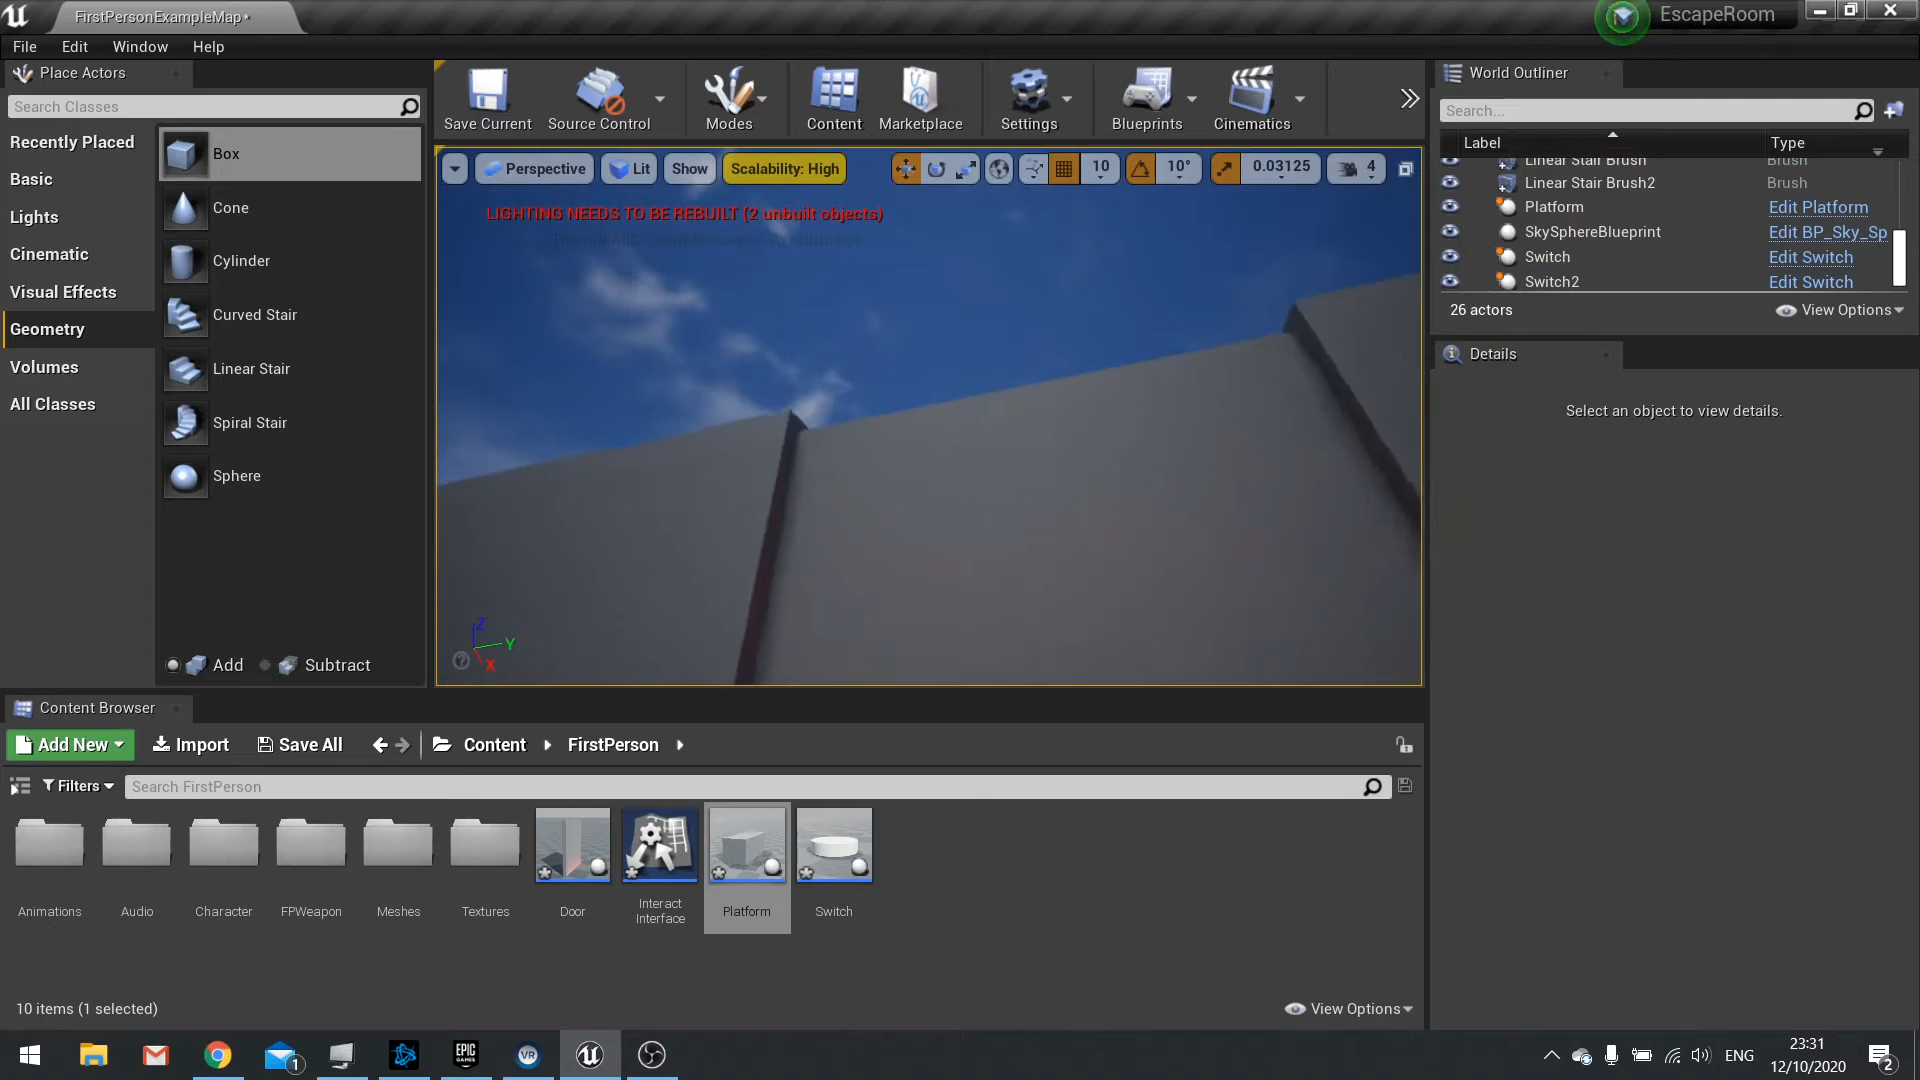 FirstPersonExampleMap*
EscapeRoom
File Edit Window Help
Place Actors
Search Classes
Recently Placed
Basic
Lights
Cinematic
Visual Effects
Geometry
Volumes
All Classes
Box
Cone
Cylinder
Curved Stair
Linear Stair
Spiral Stair
Sphere
Add Subtract
Save Current
Source Control
Modes
Content
Marketplace
Settings
Blueprints
Cinematics
Perspective
Lit
Show
Scalability: High
10
10°
0.03125
4
LIGHTING NEEDS TO BE REBUILT (2 unbuilt objects)
Z
Y
X
World Outliner
Search...
Label Type
Linear Stair Brush Brush
Linear Stair Brush2 Brush
Platform Edit Platform
SkySphereBlueprint Edit BP_Sky_Sp
Switch Edit Switch
Switch2 Edit Switch
26 actors
View Options
Details
Select an object to view details.
Content Browser
Add New
Import
Save All
Content
FirstPerson
Filters
Search FirstPerson
Animations
Audio
Character
FPWeapon
Meshes
Textures
Door
Interact
Interface
Platform
Switch
10 items (1 selected)
View Options
1
EPIC
GAMES
VR
ENG
23:31
12/10/2020
2